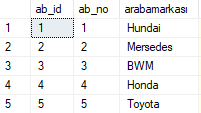 ab_id ab_no arabamarkası
1 1 1 Hundai
2 2 2 Mersedes
3 3 3 BWM
4 4 4 Honda
5 5 5 Toyota